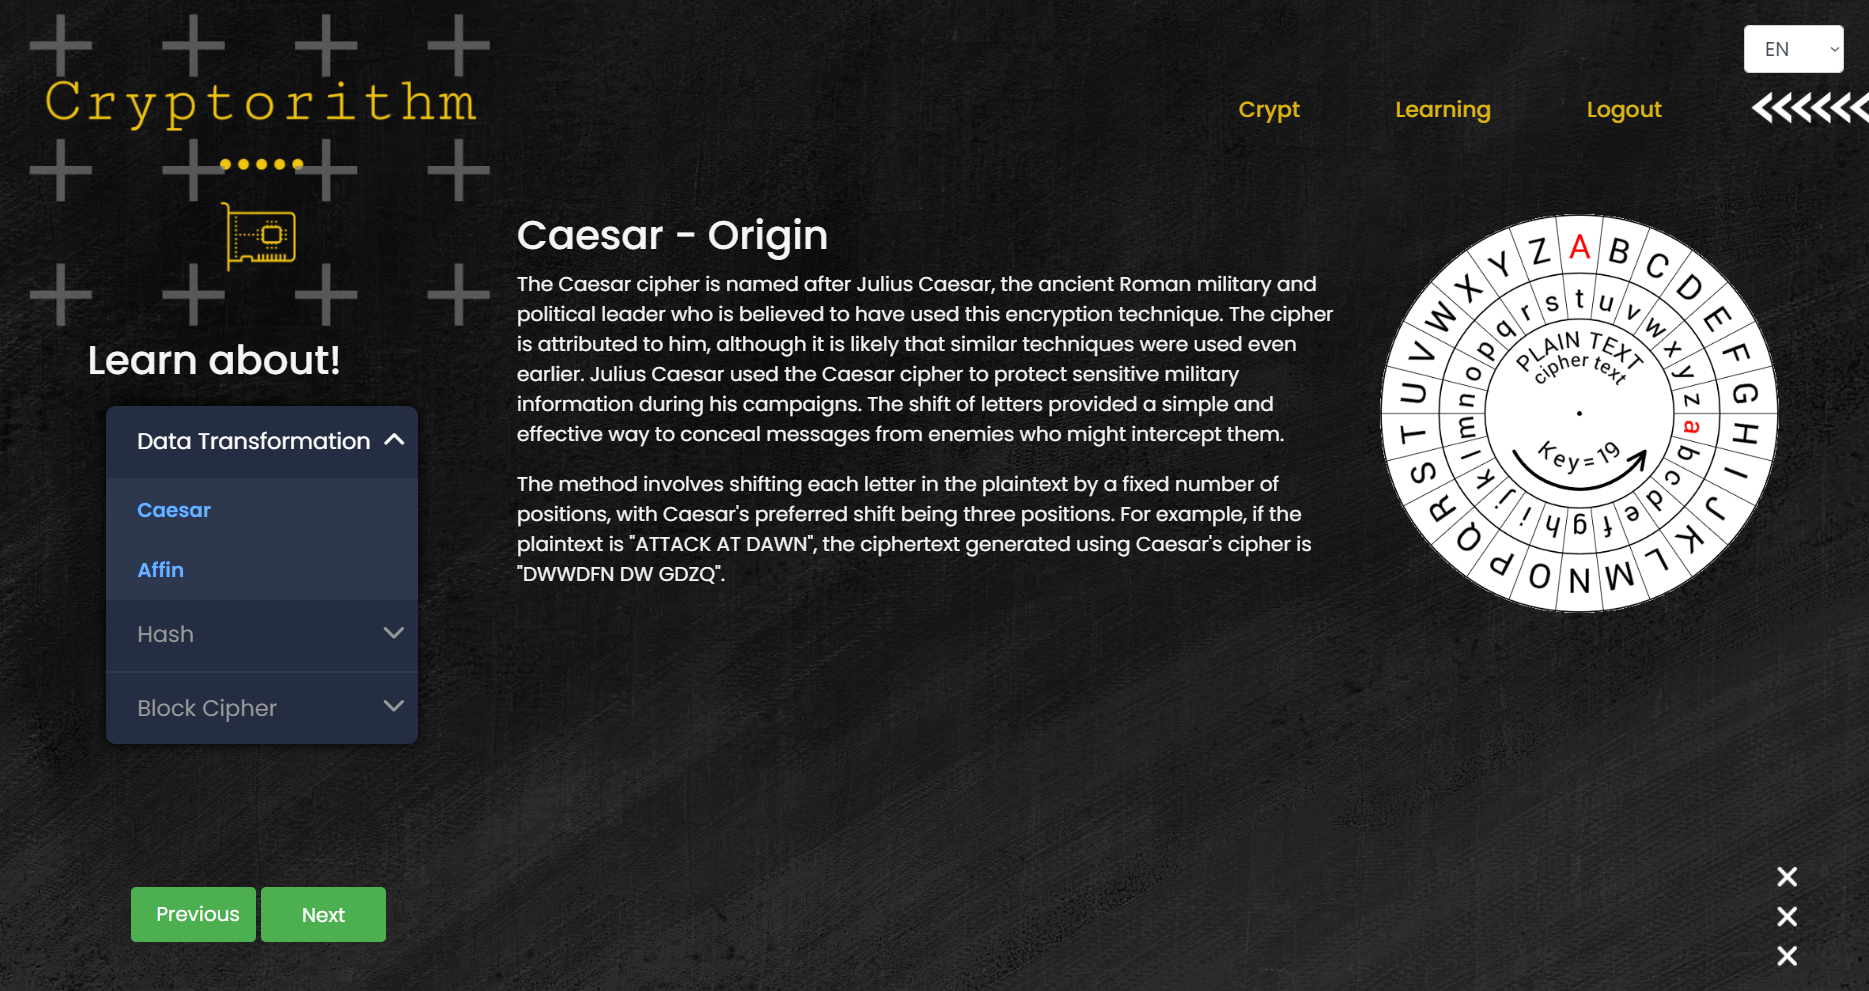 EN
Cryptorithm
Crypt
Learning
Logout
Learn about!
Data Transformation
Caesar
Affin
Hash
Block Cipher
Previous
Next
Caesar - Origin
The Caesar cipher is named after Julius Caesar, the ancient Roman military and
political leader who is believed to have used this encryption technique. The cipher
is attributed to him, although it is likely that similar techniques were used even
earlier. Julius Caesar used the Caesar cipher to protect sensitive military
information during his campaigns. The shift of letters provided a simple and
effective way to conceal messages from enemies who might intercept them.
The method involves shifting each letter in the plaintext by a fixed number of
positions, with Caesar's preferred shift being three positions. For example, if the
plaintext is "ATTACK AT DAWN", the ciphertext generated using Caesar's cipher is
"DWWDFN DW GDZQ".
A B C D E F G H I J K L M N O P Q R S T U V W X Y Z
t u v w x y z a b c d e f g h i j k l m n o p q r s
PLAIN TEXT
cipher text
Key=19